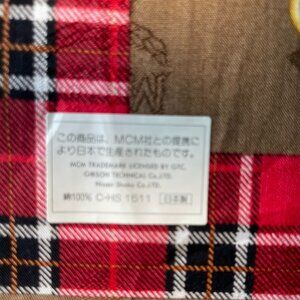 この商品は、MCM社との提携に
より日本で生産されたものです。
MCM TRADEMARK LICENSED BY GTC.
GIBSON TECHNICAL CO.,LTD.
Nissin Shoko Co.,LTD.
綿100% ©-HS 1511 日本製